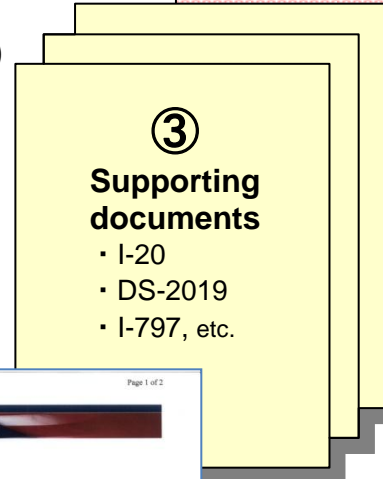 ③
Supporting
documents
・I-20
・DS-2019
・I-797, etc.
Page 1 of 2